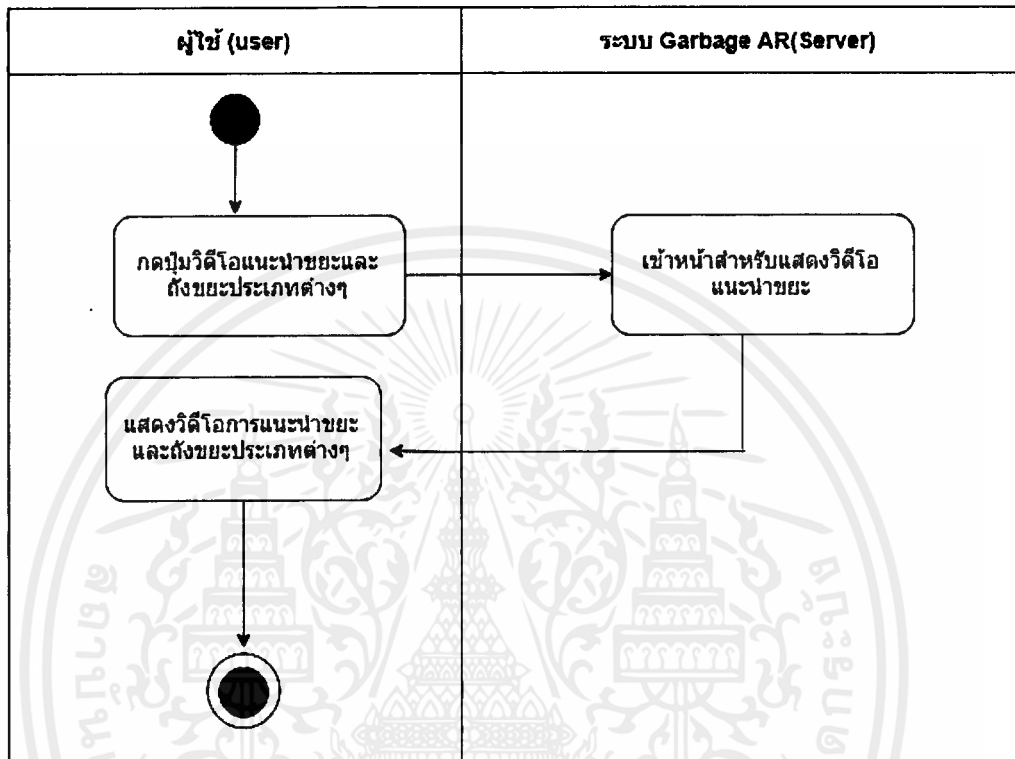 ผู้ใช้ (user)
ระบบ Garbage AR(Server)
กดปุ่มวิดีโอแนะนำขยะและ
ถังขยะประเภทต่างๆ
เข้าหน้าสำหรับแสดงวิดีโอ
แนะนำขยะ
แสดงวิดีโอการแนะนำขยะ
และถังขยะประเภทต่างๆ